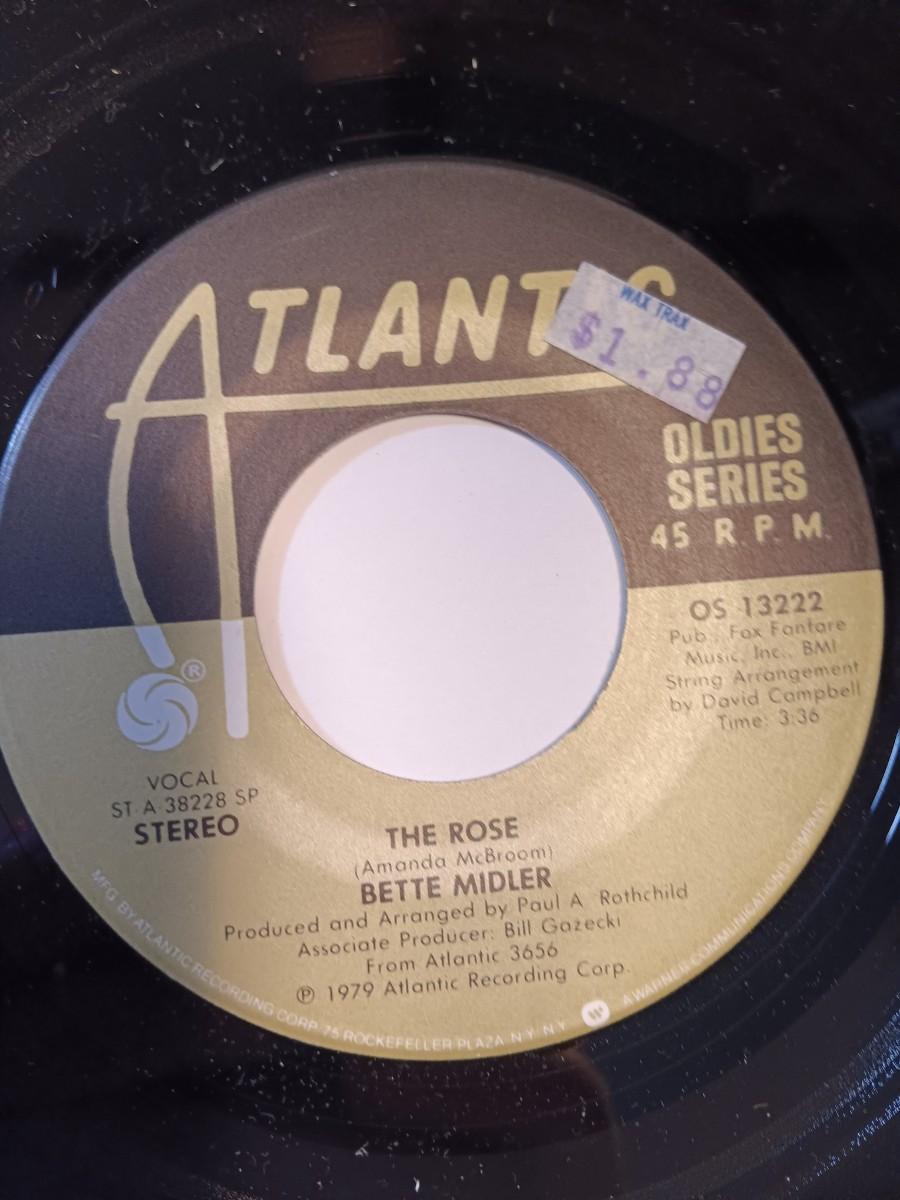 ATLANTIC
WAX TRAX
$1.88
OLDIES
SERIES
45 R.P.M.
OS 13222
Pub., Fox Fanfare
Music, Inc., BMI
String Arrangement
by David Campbell
Time: 3:36
®
VOCAL
ST-A-38228 SP
STEREO
THE ROSE
(Amanda McBroom)
BETTE MIDLER
Produced and Arranged by Paul A. Rothchild
Associate Producer: Bill Gazecki
From Atlantic 3656
℗ 1979 Atlantic Recording Corp.
MFG. BY ATLANTIC RECORDING CORP. 75 ROCKEFELLER PLAZA, N.Y. N.Y. A WARNER COMMUNICATIONS COMPANY